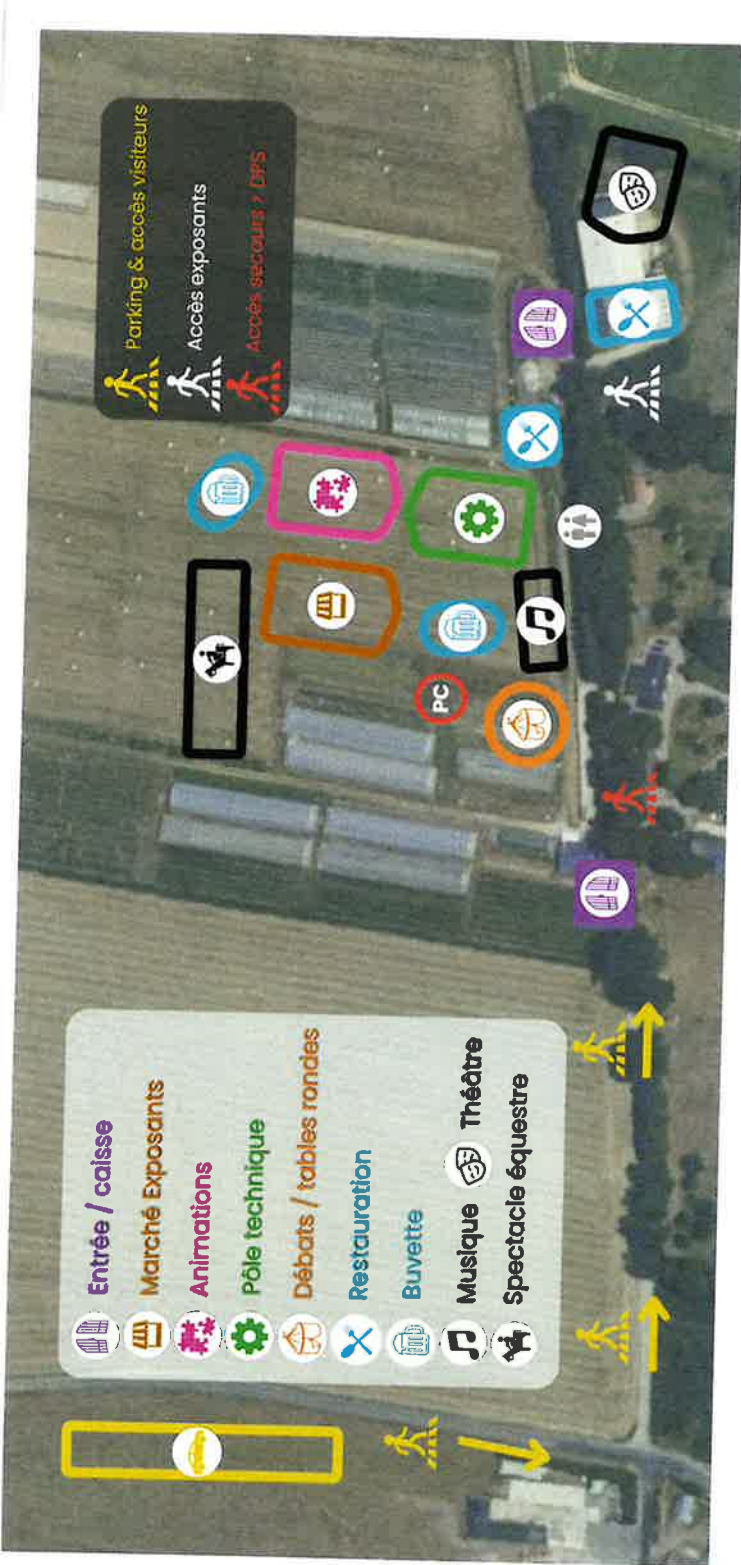 Entrée / caisse
Marché Exposants
Animations
Pôle technique
Débats / tables rondes
Restauration
Buvette
Musique Théâtre
Spectacle équestre
PC
Parking & accès visiteurs
Accès exposants
Accès secours > DPS